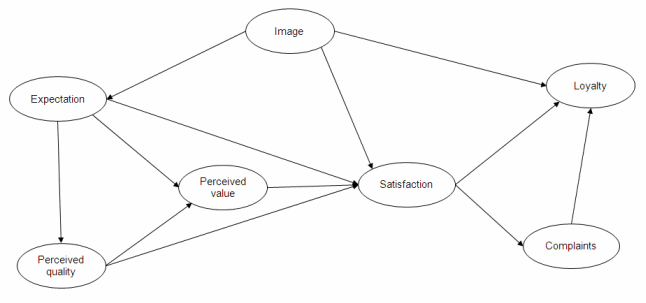 Image
Expectation
Loyalty
Perceived
value
Satisfaction
Perceived
quality
Complaints